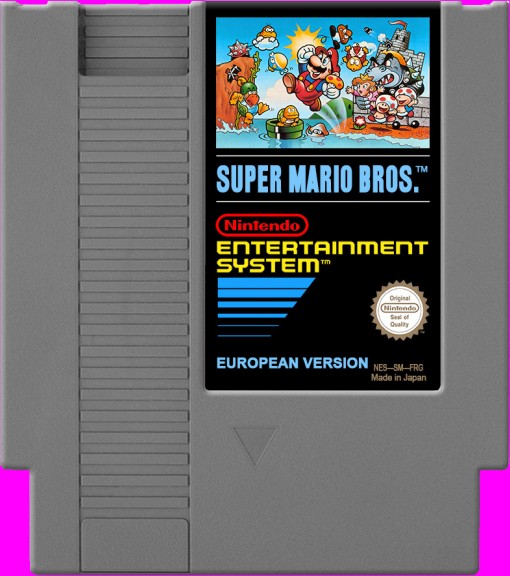 SUPER MARIO BROS.™
Nintendo
ENTERTAINMENT
SYSTEM™
Original
Nintendo
Seal of
Quality
EUROPEAN VERSION
NES—SM—FRG
Made in Japan